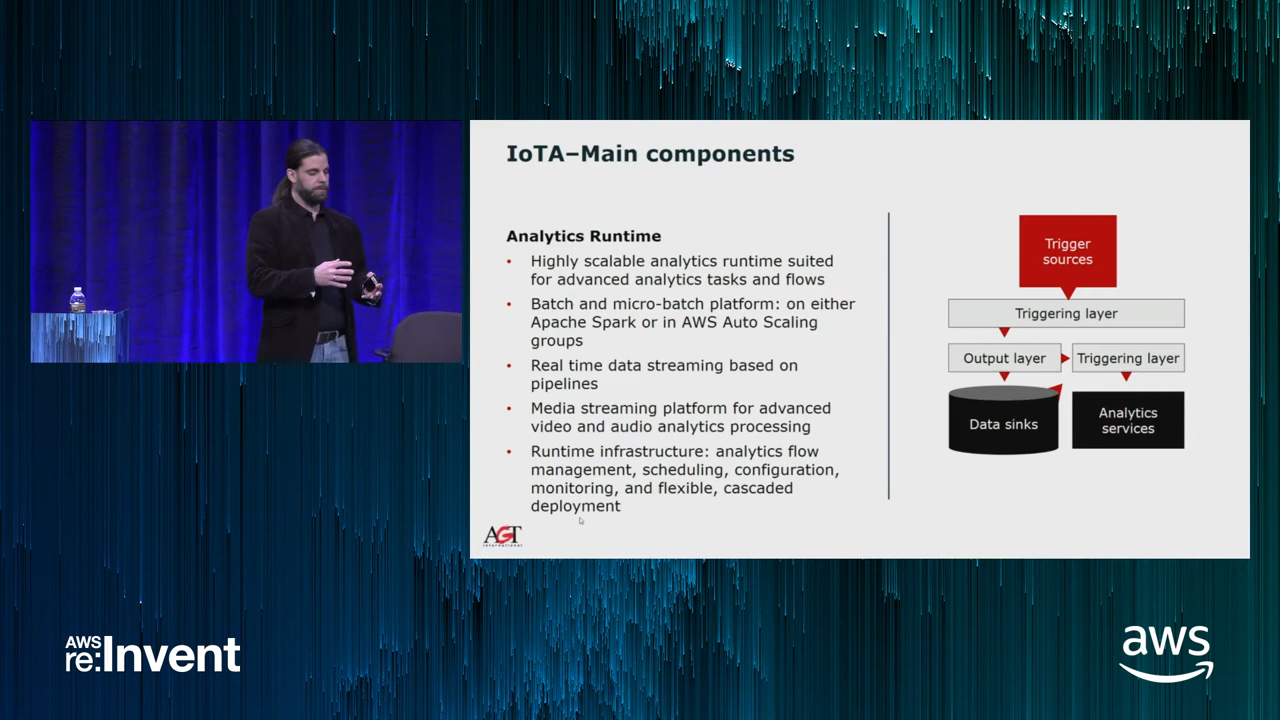 IoTA–Main components
Analytics Runtime
• Highly scalable analytics runtime suited
for advanced analytics tasks and flows
• Batch and micro-batch platform: on either
Apache Spark or in AWS Auto Scaling
groups
• Real time data streaming based on
pipelines
• Media streaming platform for advanced
video and audio analytics processing
• Runtime infrastructure: analytics flow
management, scheduling, configuration,
monitoring, and flexible, cascaded
deployment
Trigger
sources
Triggering layer
Output layer
Triggering layer
Data sinks
Analytics
services
AGT
international
AWS
re:Invent
aws